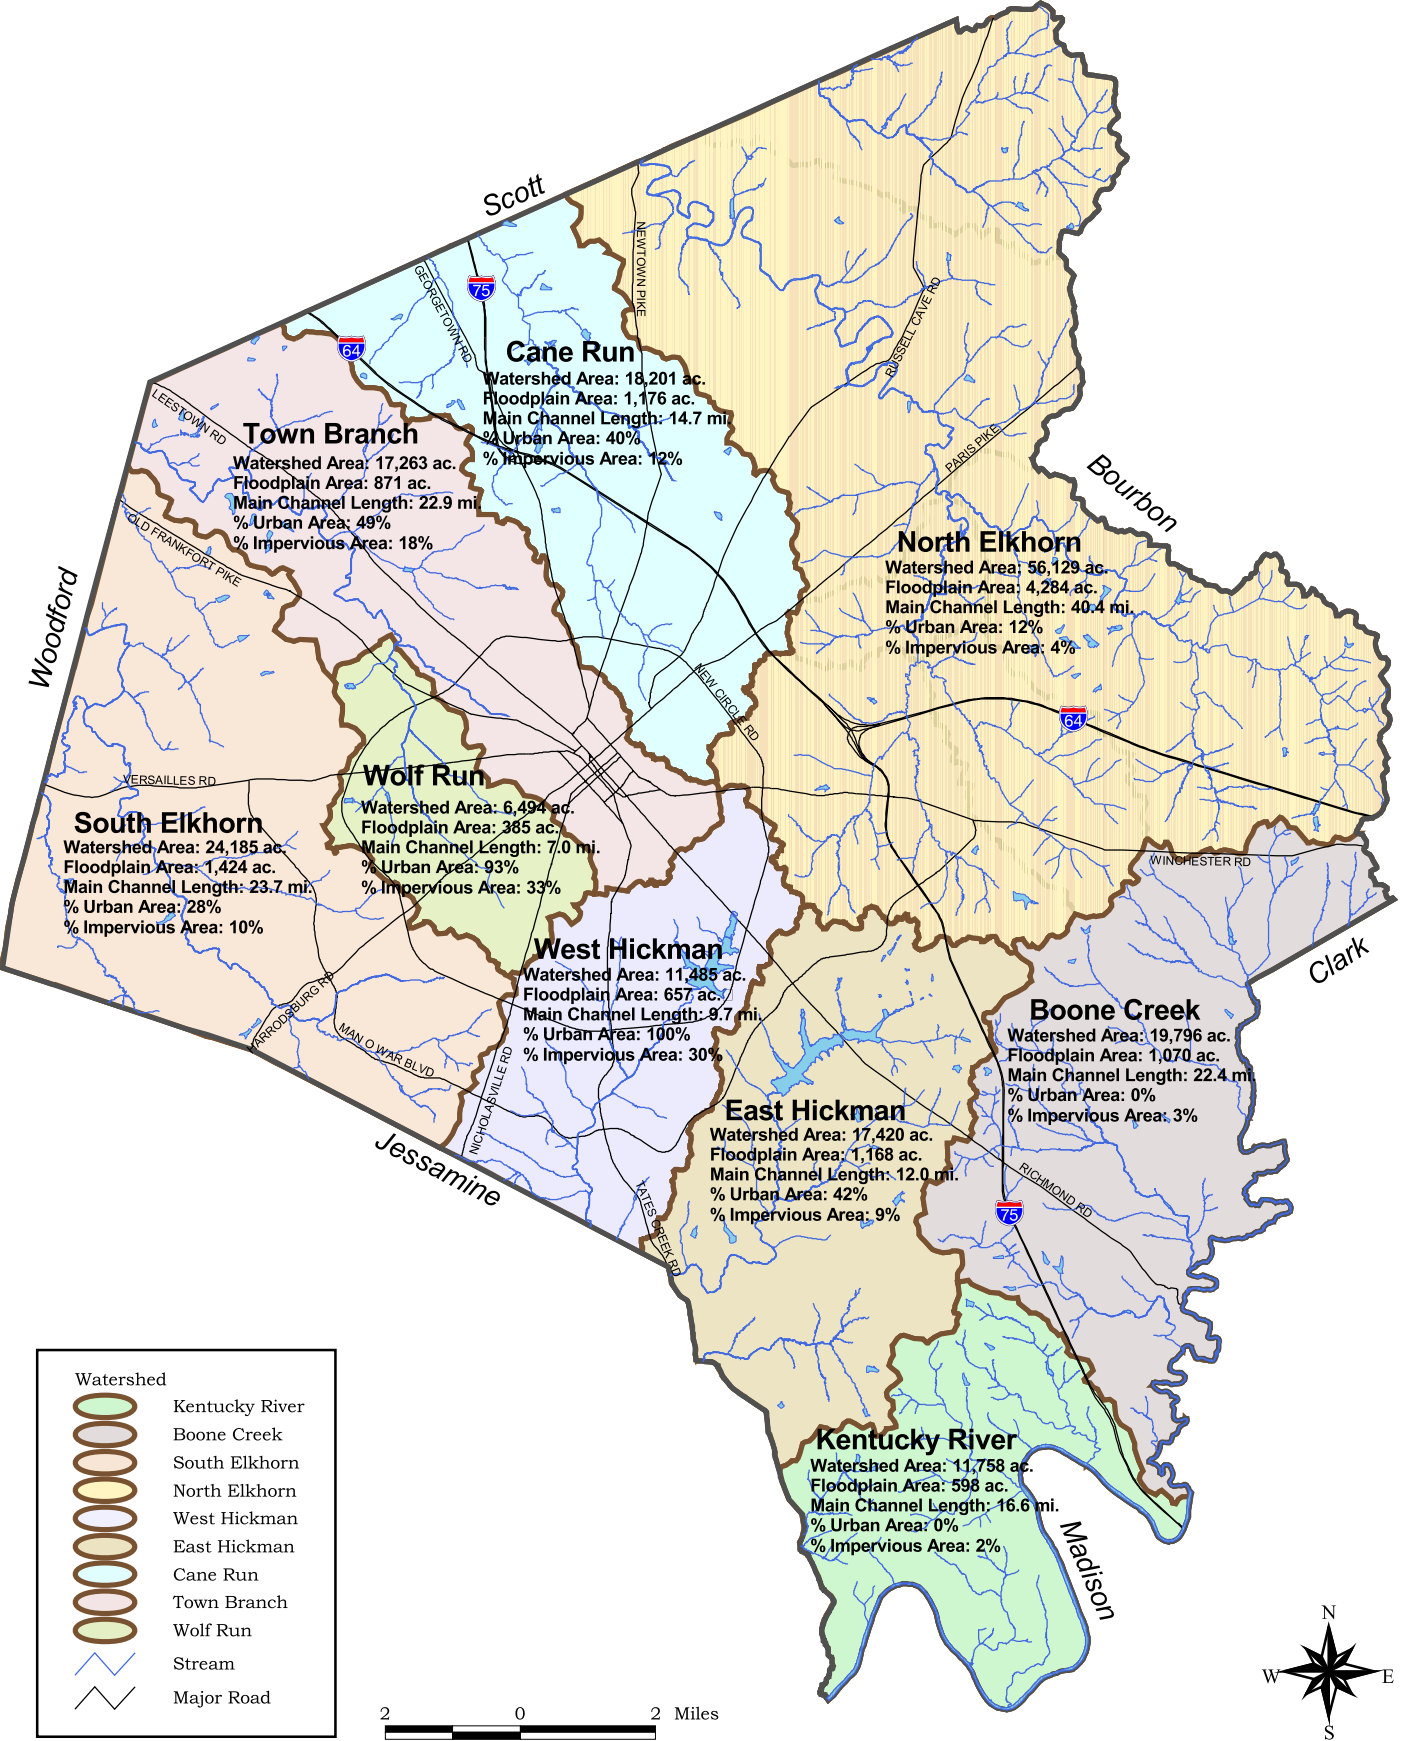 Scott
NEWTOWN PIKE
GEORGETOWN RD
75
RUSSELL CAVE RD
64
Cane Run
Watershed Area: 18,201 ac.
Floodplain Area: 1,176 ac.
Main Channel Length: 14.7 mi.
% Urban Area: 40%
% Impervious Area: 12%
LEESTOWN RD
Town Branch
Watershed Area: 17,263 ac.
Floodplain Area: 871 ac.
Main Channel Length: 22.9 mi.
% Urban Area: 49%
% Impervious Area: 18%
PARIS PIKE
Bourbon
OLD FRANKFORT PIKE
North Elkhorn
Watershed Area: 56,129 ac.
Floodplain Area: 4,284 ac.
Main Channel Length: 40.4 mi.
% Urban Area: 12%
% Impervious Area: 4%
Woodford
NEW CIRCLE RD
64
VERSAILLES RD
Wolf Run
Watershed Area: 6,494 ac.
Floodplain Area: 385 ac.
Main Channel Length: 7.0 mi.
% Urban Area: 93%
% Impervious Area: 33%
South Elkhorn
Watershed Area: 24,185 ac.
Floodplain Area: 1,424 ac.
Main Channel Length: 23.7 mi.
% Urban Area: 28%
% Impervious Area: 10%
WINCHESTER RD
Clark
West Hickman
Watershed Area: 11,485 ac.
Floodplain Area: 657 ac.
Main Channel Length: 9.7 mi.
% Urban Area: 100%
% Impervious Area: 30%
HARRODSBURG RD
MAN O WAR BLVD
NICHOLASVILLE RD
Boone Creek
Watershed Area: 19,796 ac.
Floodplain Area: 1,070 ac.
Main Channel Length: 22.4 mi.
% Urban Area: 0%
% Impervious Area: 3%
East Hickman
Watershed Area: 17,420 ac.
Floodplain Area: 1,168 ac.
Main Channel Length: 12.0 mi.
% Urban Area: 42%
% Impervious Area: 9%
Jessamine
TATES CREEK RD
RICHMOND RD
75
Kentucky River
Watershed Area: 11,758 ac.
Floodplain Area: 598 ac.
Main Channel Length: 16.6 mi.
% Urban Area: 0%
% Impervious Area: 2%
Madison
Watershed
Kentucky River
Boone Creek
South Elkhorn
North Elkhorn
West Hickman
East Hickman
Cane Run
Town Branch
Wolf Run
Stream
Major Road
2 0 2 Miles
N
W E
S